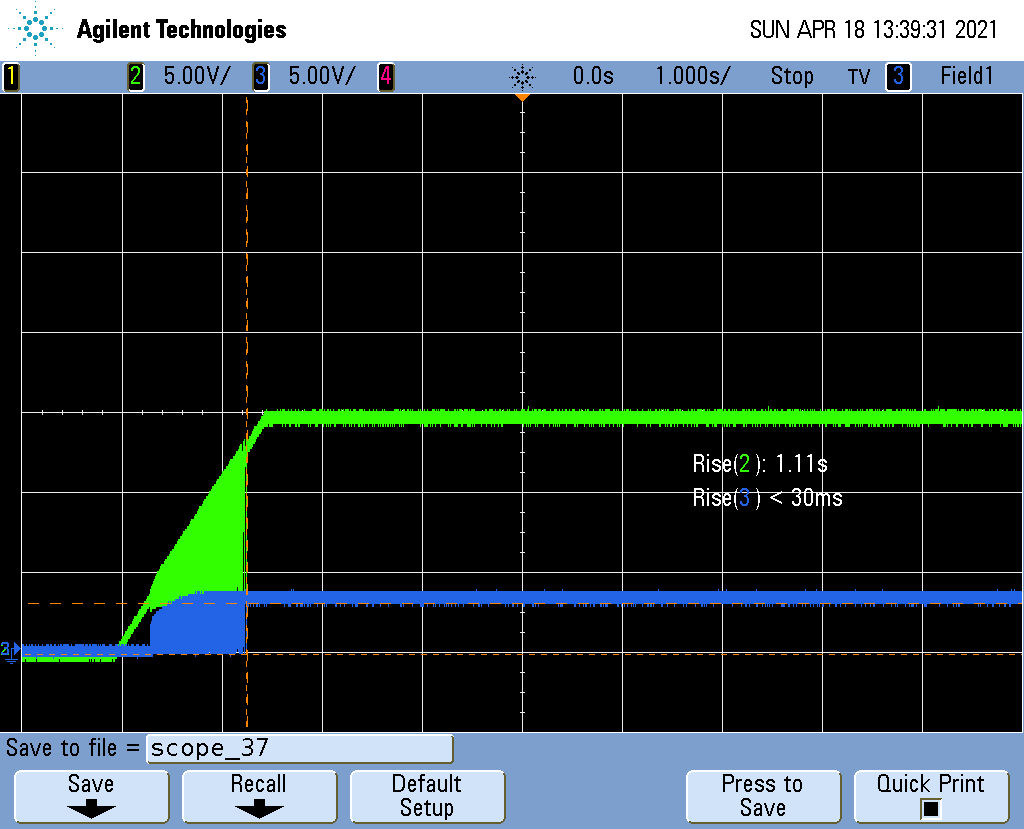 Agilent Technologies
SUN APR 18 13:39:31 2021
1 2 5.00V/ 3 5.00V/ 4 0.0s 1.000s/ Stop TV 3 Field1
Rise(2): 1.11s
Rise(3) < 30ms
Save to file = scope_37
Save
Recall
Default
Setup
Press to
Save
Quick Print